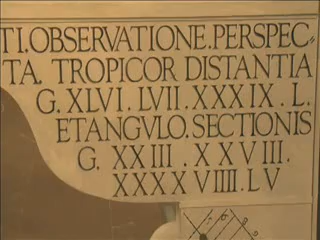 TI.OBSERVATIONE.PERSPEC-
TA. TROPICOR DISTANTIA
G. XLVI. LVII. XXXIX. L.
ET ANGVLO. SECTIONIS
G. XXIII. XXVIII.
XXXXVIIII. LV